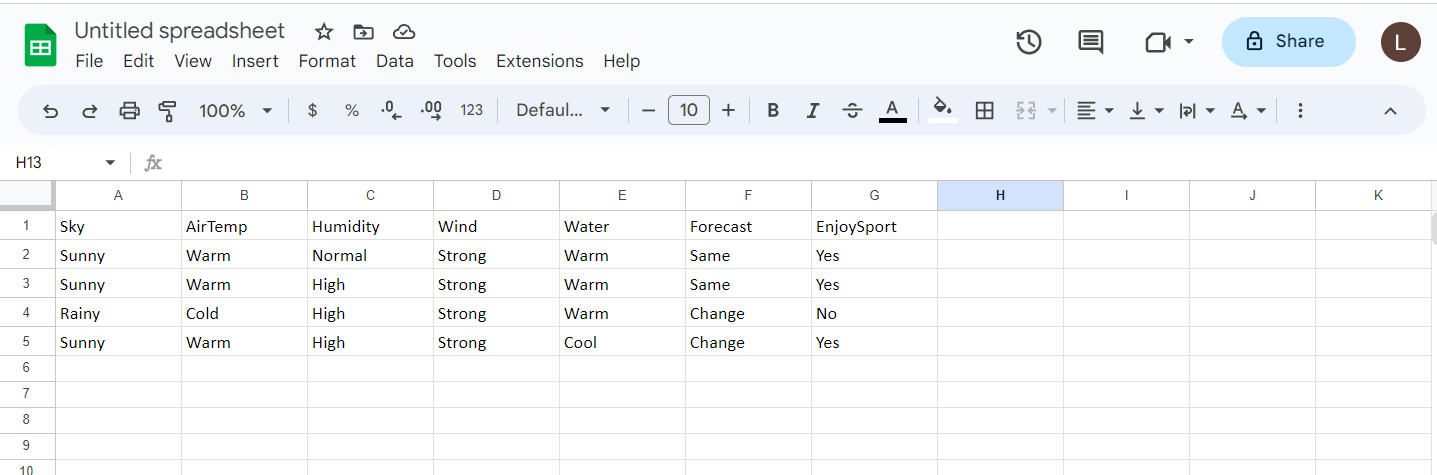 Untitled spreadsheet
File Edit View Insert Format Data Tools Extensions Help
Share
L
100% $ % .0 .00 123 Defaul... − 10 + B I S A
H13 fx
A B C D E F G H I J K
1 Sky AirTemp Humidity Wind Water Forecast EnjoySport
2 Sunny Warm Normal Strong Warm Same Yes
3 Sunny Warm High Strong Warm Same Yes
4 Rainy Cold High Strong Warm Change No
5 Sunny Warm High Strong Cool Change Yes
6
7
8
9
10